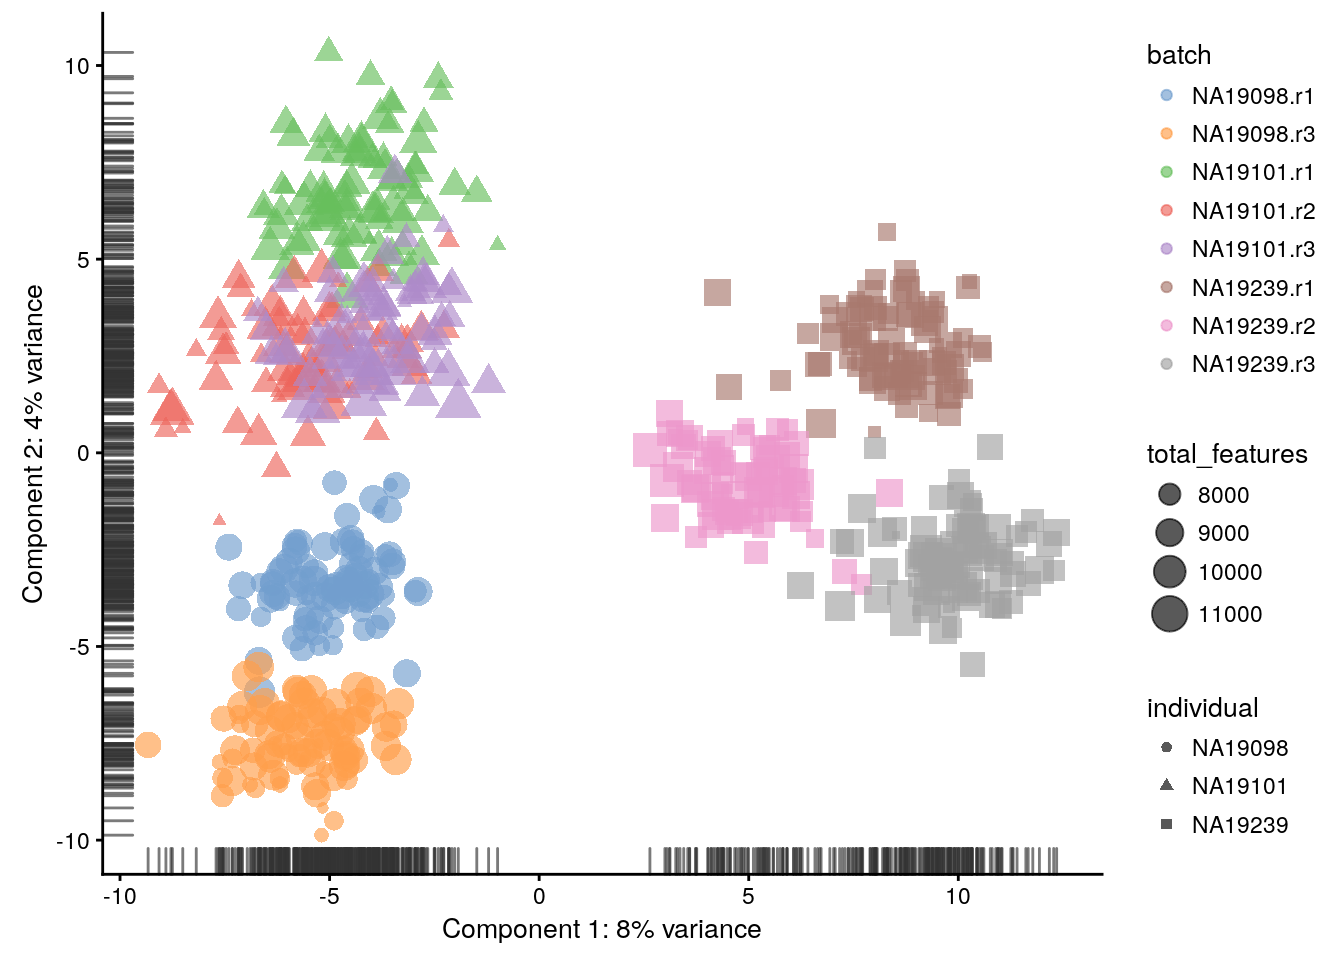 10
5
0
-5
-10
Component 2: 4% variance
-10
-5
0
5
10
Component 1: 8% variance
batch
NA19098.r1
NA19098.r3
NA19101.r1
NA19101.r2
NA19101.r3
NA19239.r1
NA19239.r2
NA19239.r3
total_features
8000
9000
10000
11000
individual
NA19098
NA19101
NA19239